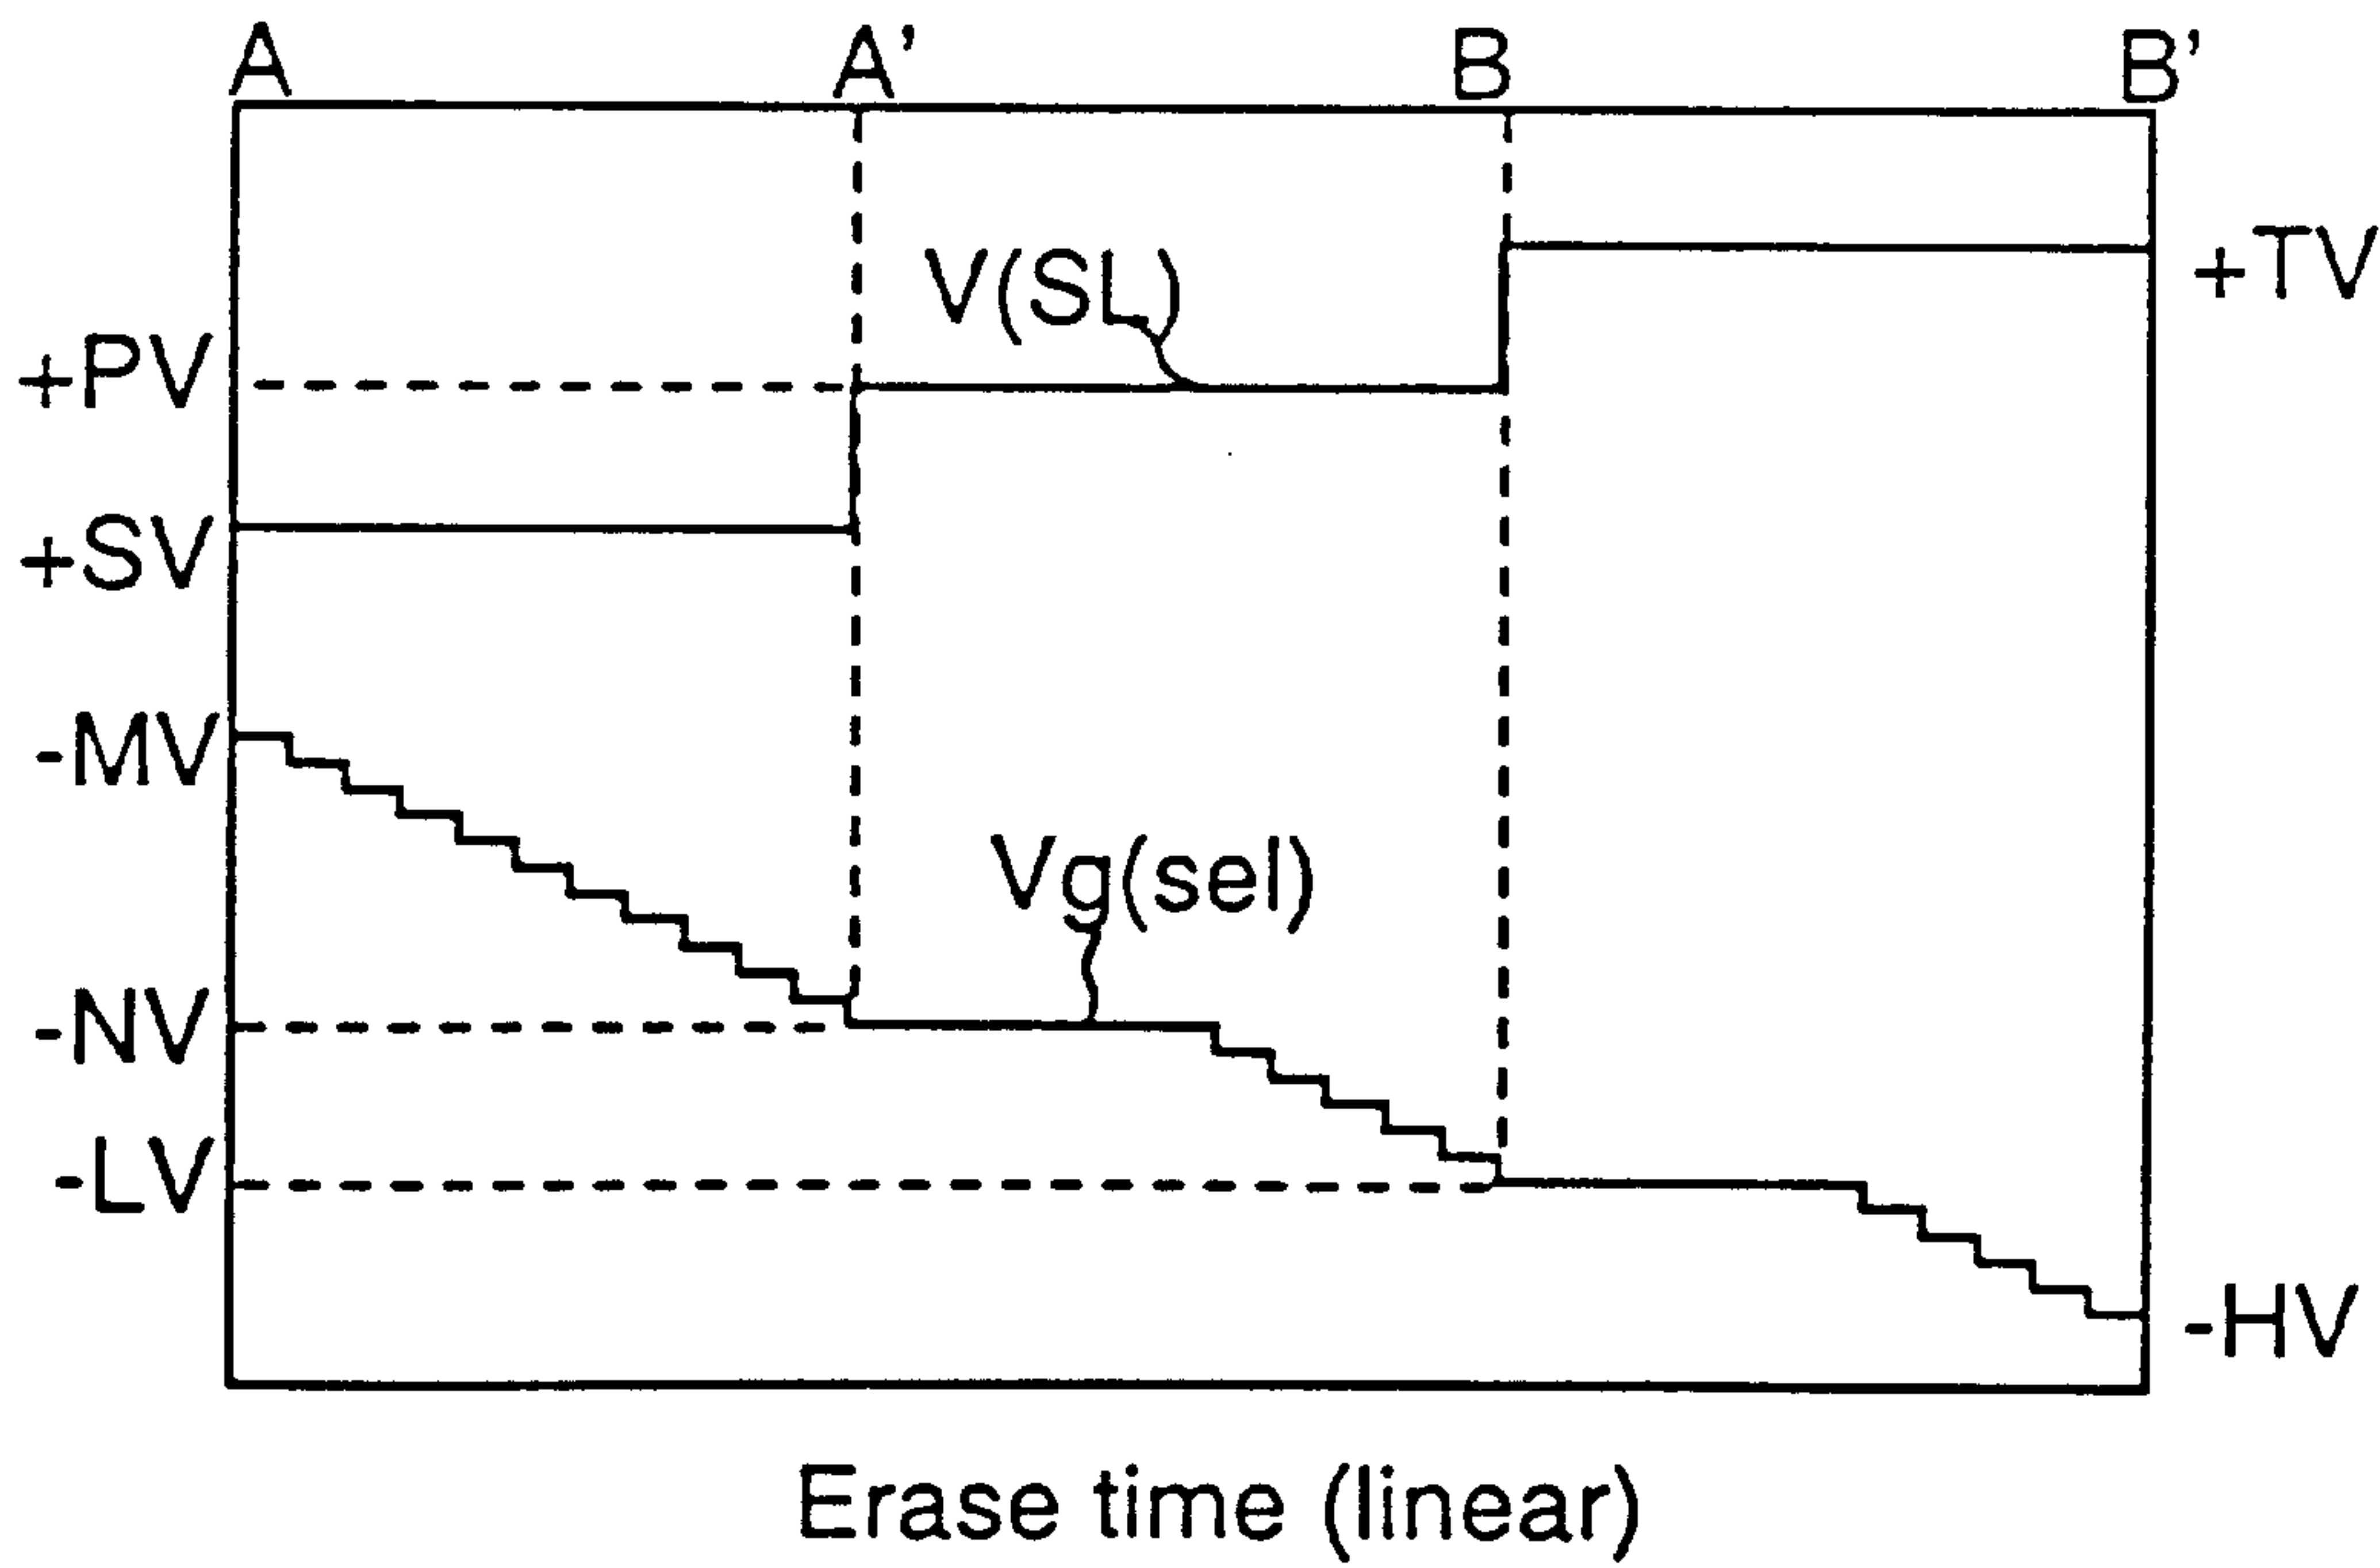 A
A'
B
B'
+TV
V(SL)
+PV
+SV
-MV
Vg(sel)
-NV
-LV
-HV
Erase time (linear)